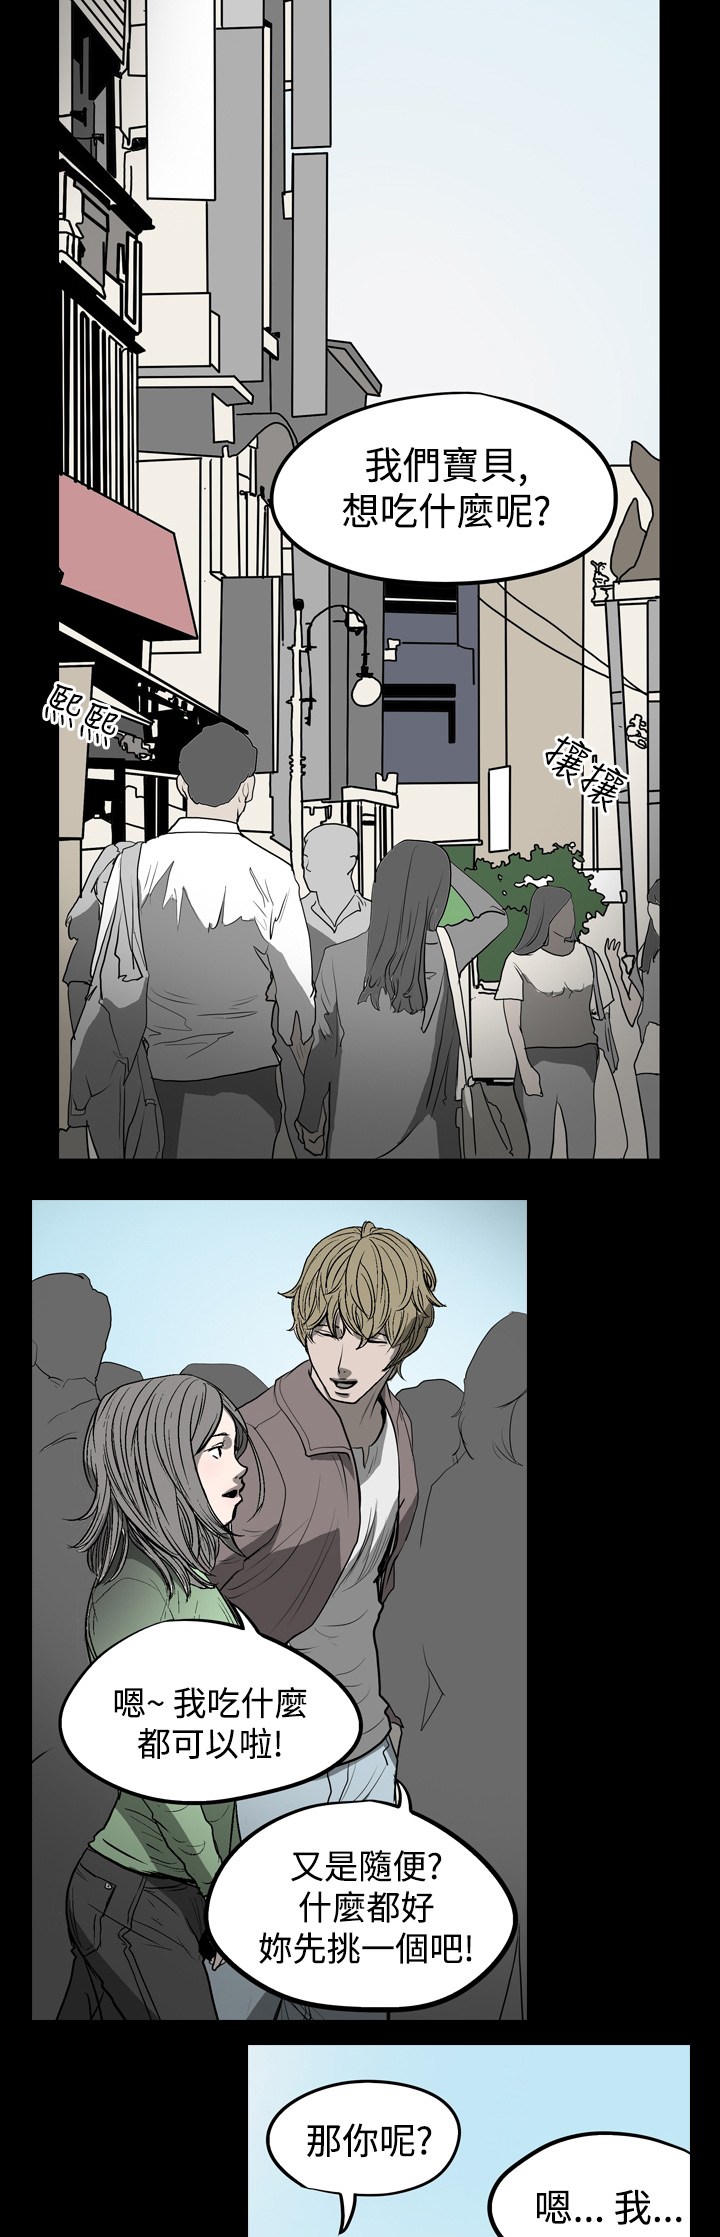 我們寶貝,
想吃什麼呢?
熙熙
攘攘
嗯~ 我吃什麼
都可以啦!
又是隨便?
什麼都好
妳先挑一個吧!
那你呢?
嗯... 我...